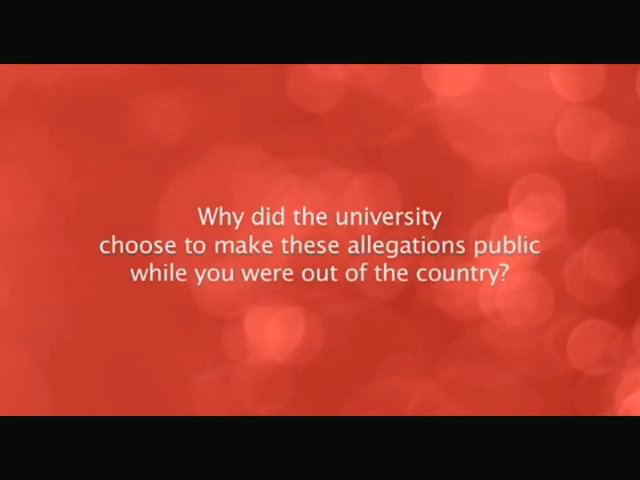 Why did the university
choose to make these allegations public
while you were out of the country?